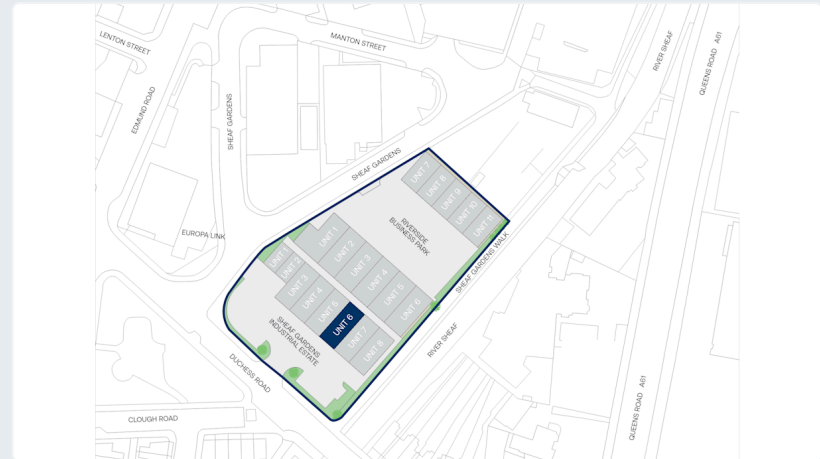 LENTON STREET
MANTON STREET
RIVER SHEAF
QUEENS ROAD A61
EDMUND ROAD
SHEAF GARDENS
SHEAF GARDENS
UNIT 7
UNIT 8
UNIT 9
UNIT 10
UNIT 11
RIVERSIDE
BUSINESS PARK
EUROPA LINK
UNIT 1
UNIT 2
UNIT 3
UNIT 4
UNIT 5
UNIT 6
UNIT 1
UNIT 2
UNIT 3
UNIT 4
UNIT 5
UNIT 6
UNIT 7
UNIT 8
SHEAF GARDENS WALK
SHEAF GARDENS
INDUSTRIAL ESTATE
RIVER SHEAF
DUCHESS ROAD
CLOUGH ROAD
QUEENS ROAD A61